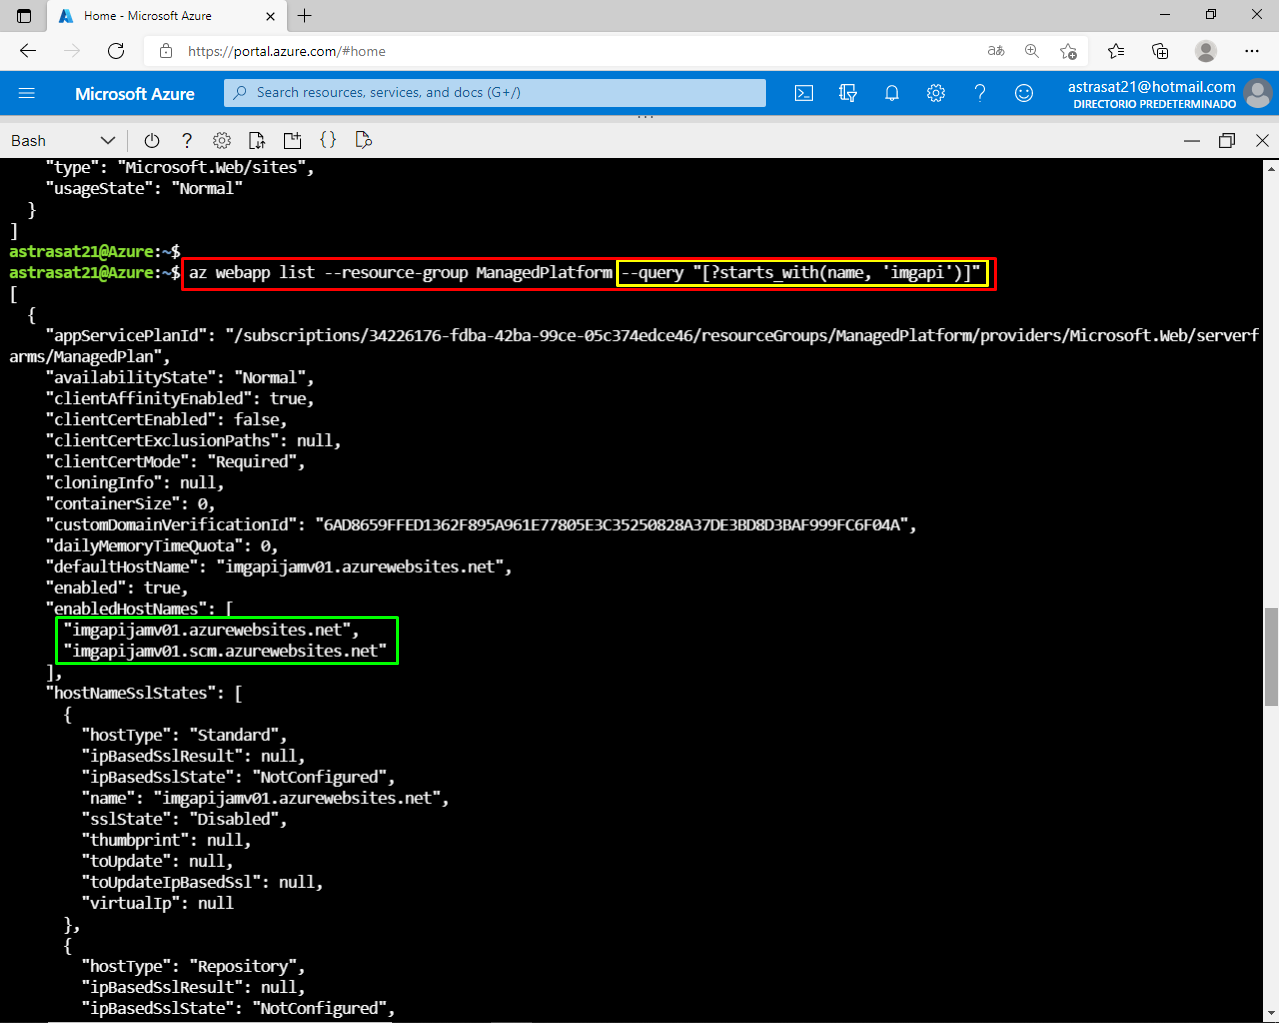 Home - Microsoft Azure
https://portal.azure.com/#home
Microsoft Azure
Search resources, services, and docs (G+/)
astrasat21@hotmail.com
DIRECTORIO PREDETERMINADO
Bash
"type": "Microsoft.Web/sites",
"usageState": "Normal"
}
]
astrasat21@Azure:~$
astrasat21@Azure:~$ az webapp list --resource-group ManagedPlatform --query "[?starts_with(name, 'imgapi')]"
[
{
"appServicePlanId": "/subscriptions/34226176-fdba-42ba-99ce-05c374edce46/resourceGroups/ManagedPlatform/providers/Microsoft.Web/serverf
arms/ManagedPlan",
"availabilityState": "Normal",
"clientAffinityEnabled": true,
"clientCertEnabled": false,
"clientCertExclusionPaths": null,
"clientCertMode": "Required",
"cloningInfo": null,
"containerSize": 0,
"customDomainVerificationId": "6AD8659FFED1362F895A961E77805E3C35250828A37DE3BD8D3BAF999FC6F04A",
"dailyMemoryTimeQuota": 0,
"defaultHostName": "imgapijamv01.azurewebsites.net",
"enabled": true,
"enabledHostNames": [
"imgapijamv01.azurewebsites.net",
"imgapijamv01.scm.azurewebsites.net"
],
"hostNameSslStates": [
{
"hostType": "Standard",
"ipBasedSslResult": null,
"ipBasedSslState": "NotConfigured",
"name": "imgapijamv01.azurewebsites.net",
"sslState": "Disabled",
"thumbprint": null,
"toUpdate": null,
"toUpdateIpBasedSsl": null,
"virtualIp": null
},
{
"hostType": "Repository",
"ipBasedSslResult": null,
"ipBasedSslState": "NotConfigured",